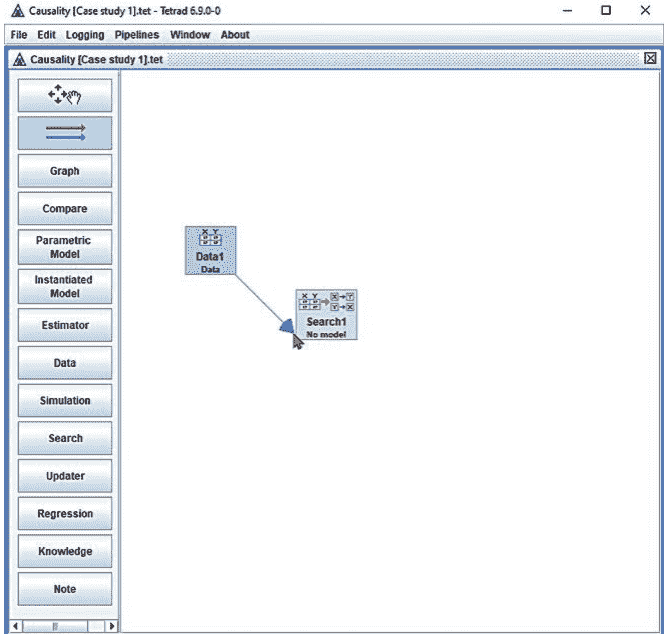 Causality [Case study 1].tet - Tetrad 6.9.0-0
File Edit Logging Pipelines Window About
Causality [Case study 1].tet
Graph
Compare
Parametric
Model
Instantiated
Model
Estimator
Data
Simulation
Search
Updater
Regression
Knowledge
Note
X Y
Data1
Data
X Y X Y
Y X
Search1
No model